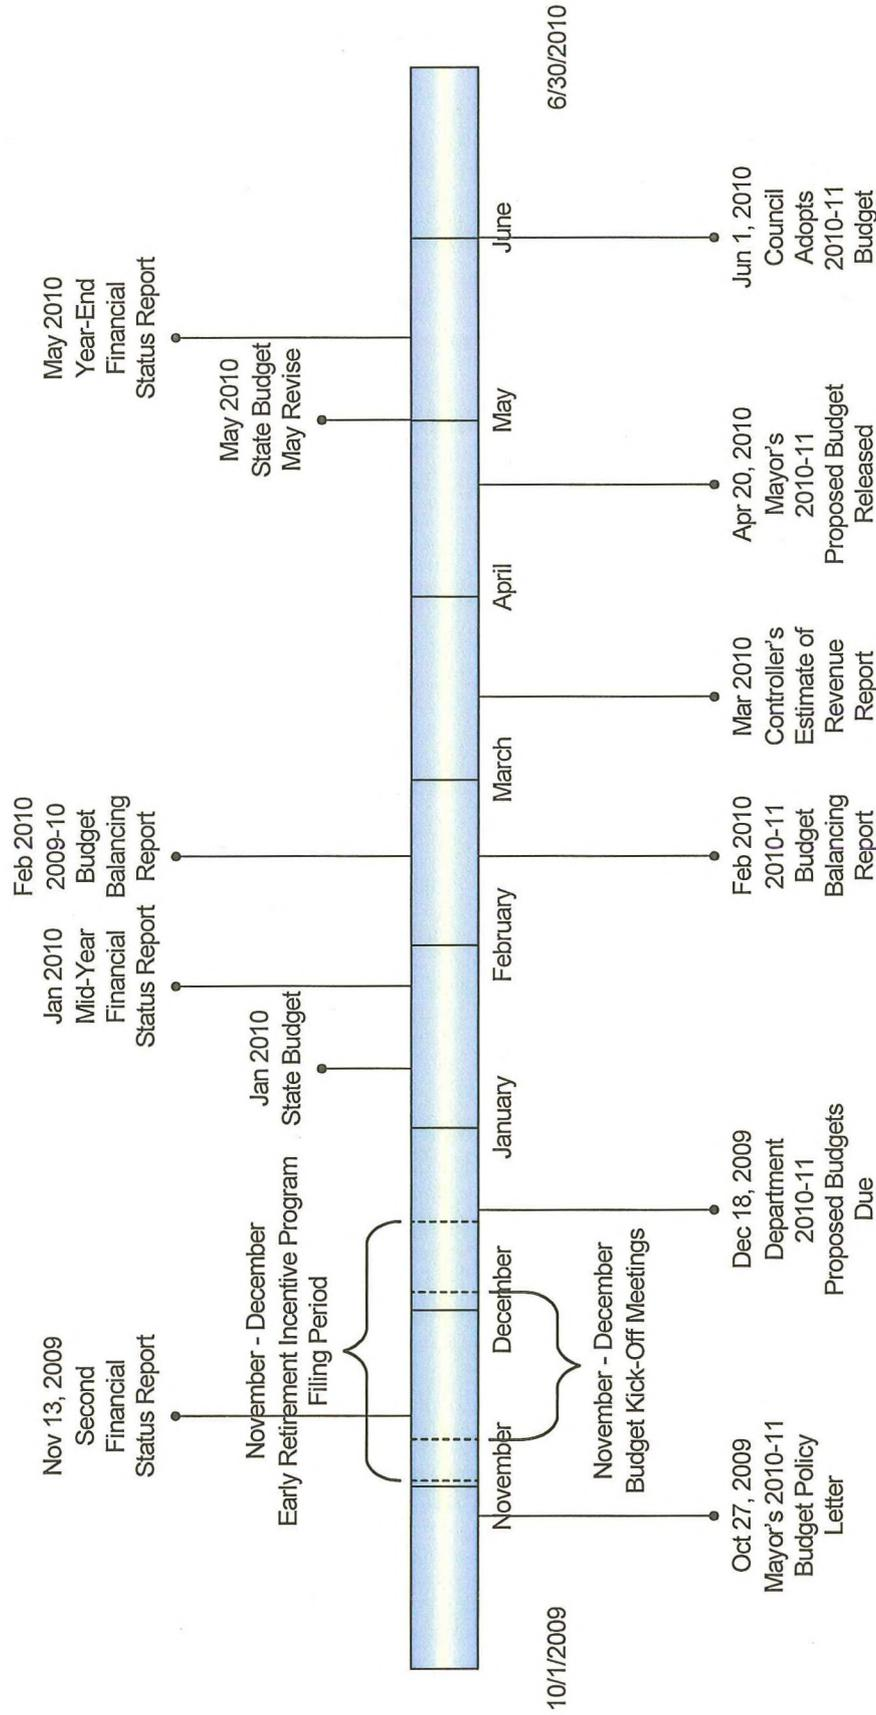 Nov 13, 2009
Second
Financial
Status Report
November - December
Early Retirement Incentive Program
Filing Period
Jan 2010
State Budget
Jan 2010
Mid-Year
Financial
Status Report
Feb 2010
2009-10
Budget
Balancing
Report
May 2010
State Budget
May Revise
May 2010
Year-End
Financial
Status Report
November
December
January
February
March
April
May
June
10/1/2009
6/30/2010
November - December
Budget Kick-Off Meetings
Oct 27, 2009
Mayor's 2010-11
Budget Policy
Letter
Dec 18, 2009
Department
2010-11
Proposed Budgets
Due
Feb 2010
2010-11
Budget
Balancing
Report
Mar 2010
Controller's
Estimate of
Revenue
Report
Apr 20, 2010
Mayor's
2010-11
Proposed Budget
Released
Jun 1, 2010
Council
Adopts
2010-11
Budget